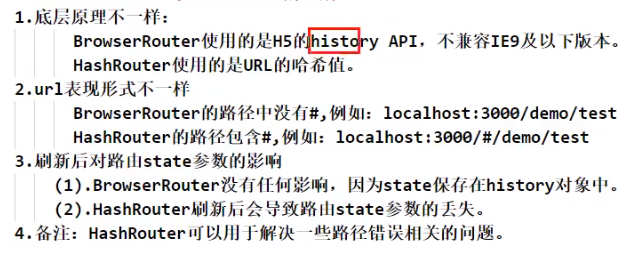 1.底层原理不一样：
BrowserRouter使用的是H5的history API，不兼容IE9及以下版本。
HashRouter使用的是URL的哈希值。
2.url表现形式不一样
BrowserRouter的路径中没有#,例如：localhost:3000/demo/test
HashRouter的路径包含#,例如：localhost:3000/#/demo/test
3.刷新后对路由state参数的影响
(1).BrowserRouter没有任何影响，因为state保存在history对象中。
(2).HashRouter刷新后会导致路由state参数的丢失。
4.备注：HashRouter可以用于解决一些路径错误相关的问题。